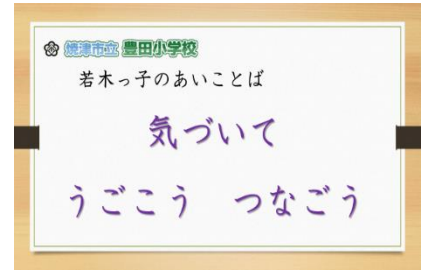 焼津市立 豊田小学校
若木っ子のあいことば
気づいて
うごこう つなごう